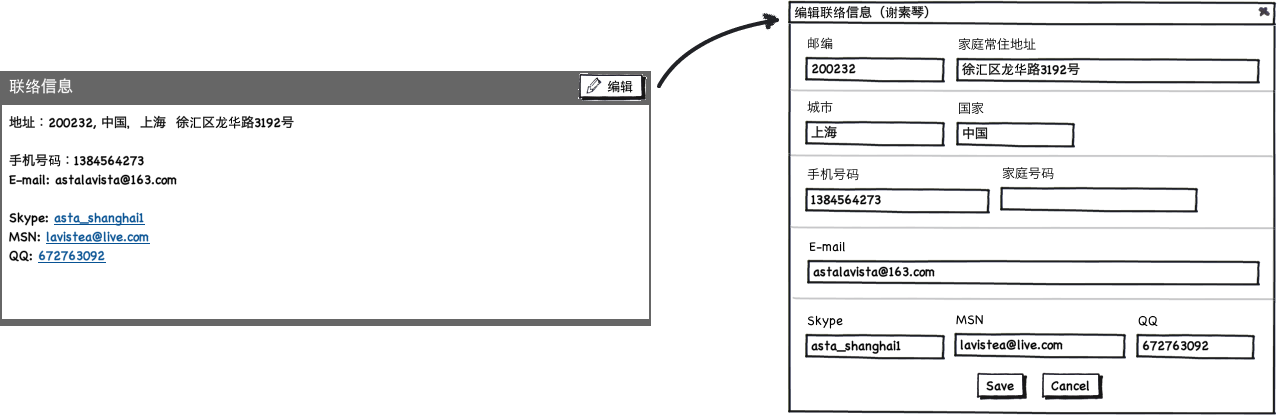 联络信息
编辑
地址：200232, 中国，上海 徐汇区龙华路3192号
手机号码：1384564273
E-mail: astalavista@163.com
Skype: asta_shanghai1
MSN: lavistea@live.com
QQ: 672763092
编辑联络信息（谢素琴）
邮编 家庭常住地址
200232 徐汇区龙华路3192号
城市 国家
上海 中国
手机号码 家庭号码
1384564273
E-mail
astalavista@163.com
Skype MSN QQ
asta_shanghai1 lavistea@live.com 672763092
Save Cancel